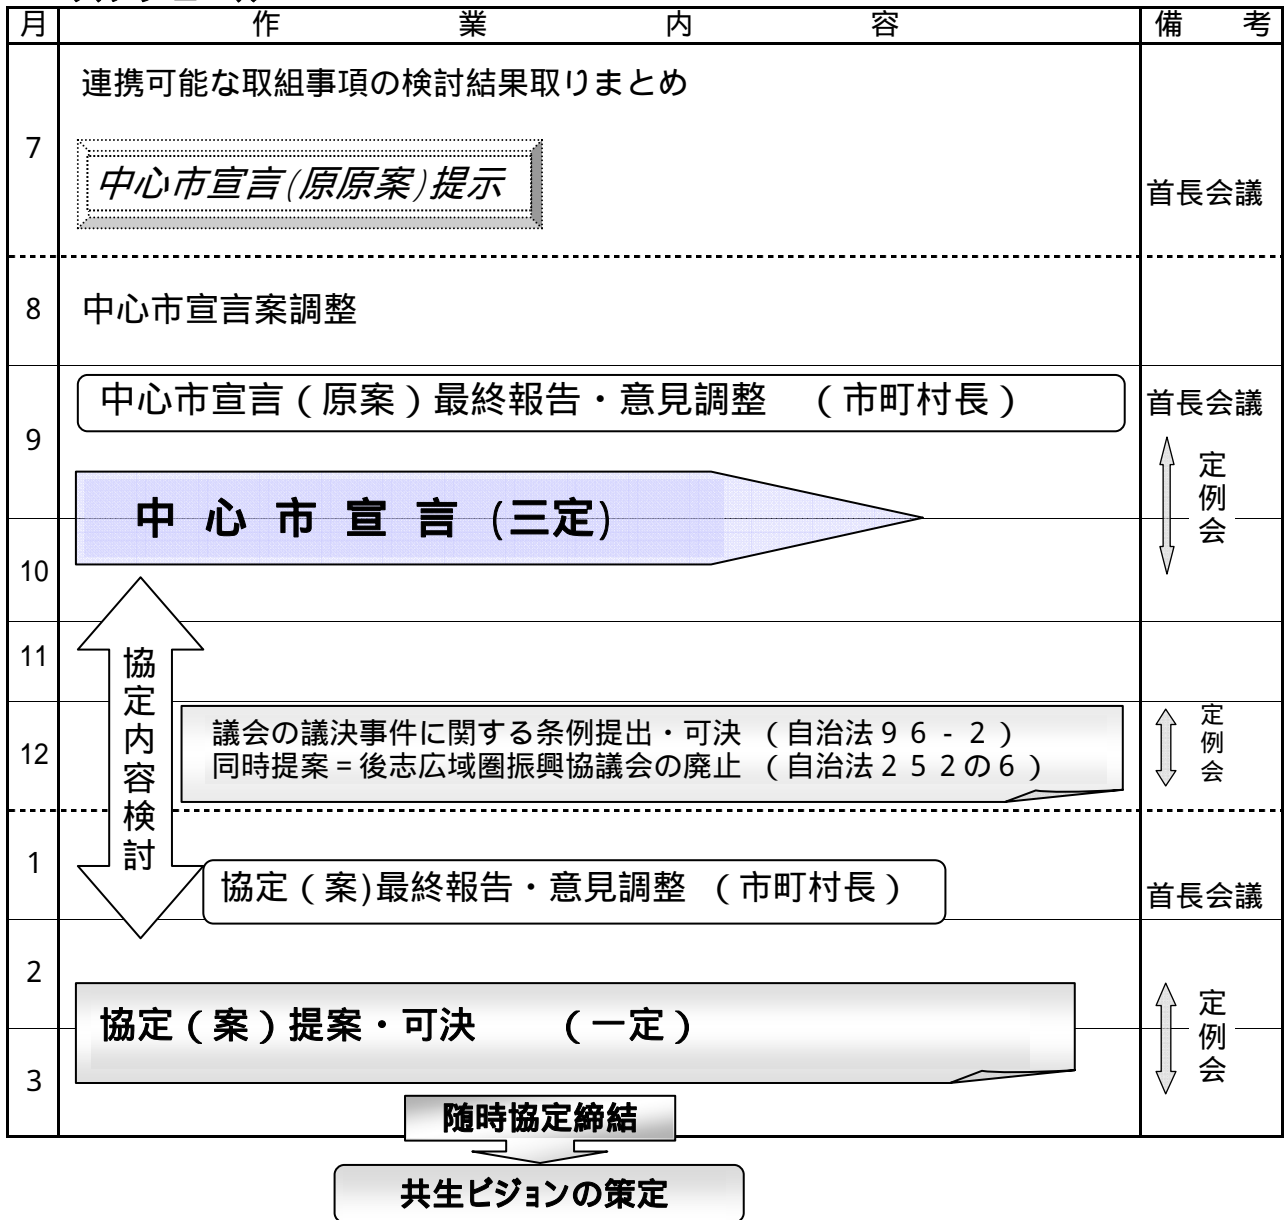 月 作業内容 備考
7
連携可能な取組事項の検討結果取りまとめ
中心市宣言(原原案)提示
首長会議
8
中心市宣言案調整
9
中心市宣言（原案）最終報告・意見調整　（市町村長）
首長会議
定例会
中心市宣言(三定)
10
11
協定内容検討
12
議会の議決事件に関する条例提出・可決　（自治法９６-２）
同時提案＝後志広域圏振興協議会の廃止　（自治法２５２の６）
定例会
1
協定（案)最終報告・意見調整　（市町村長）
首長会議
2
協定（案）提案・可決　　（一定）
定例会
3
随時協定締結
共生ビジョンの策定